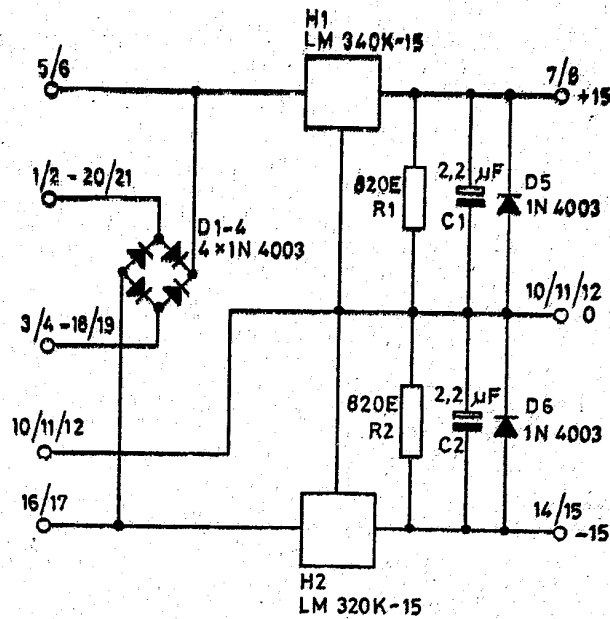 H1
LM 340K-15
5/6
7/8
+15
1/2 - 20/21
D1-4
4 × 1N 4003
820E
R1
2,2 µF
C1
D5
1N 4003
3/4 - 18/19
10/11/12
0
10/11/12
820E
R2
2,2 µF
C2
D6
1N 4003
16/17
14/15
-15
H2
LM 320K-15